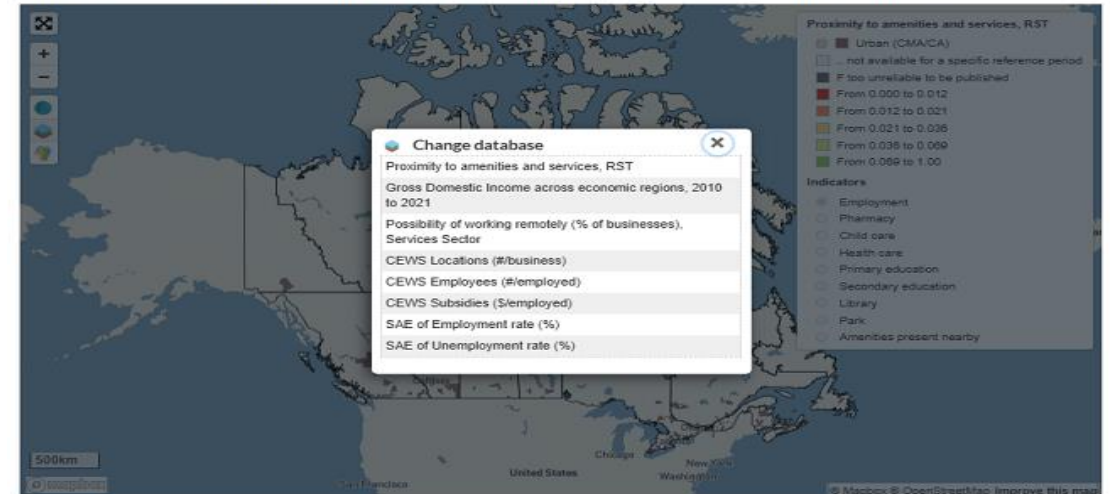 Change database
Proximity to amenities and services, RST
Gross Domestic Income across economic regions, 2010
to 2021
Possibility of working remotely (% of businesses),
Services Sector
CEWS Locations (#/business)
CEWS Employees (#/employed)
CEWS Subsidies ($/employed)
SAE of Employment rate (%)
SAE of Unemployment rate (%)
Proximity to amenities and services, RST
Urban (CMA/CA)
.. not available for a specific reference period
F too unreliable to be published
From 0.000 to 0.012
From 0.012 to 0.021
From 0.021 to 0.036
From 0.036 to 0.069
From 0.069 to 1.00
Indicators
Employment
Pharmacy
Child care
Health care
Primary education
Secondary education
Library
Park
Amenities present nearby
500km
mapbox
United States
Chicago
New York
Washington
© Mapbox © OpenStreetMap Improve this map